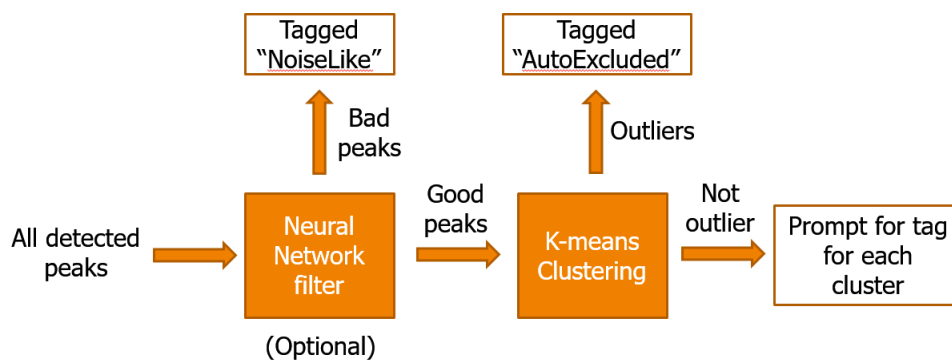 Tagged
“NoiseLike”
Tagged
“AutoExcluded”
Bad
peaks
Outliers
All detected
peaks
Neural
Network
filter
(Optional)
Good
peaks
K-means
Clustering
Not
outlier
Prompt for tag
for each
cluster